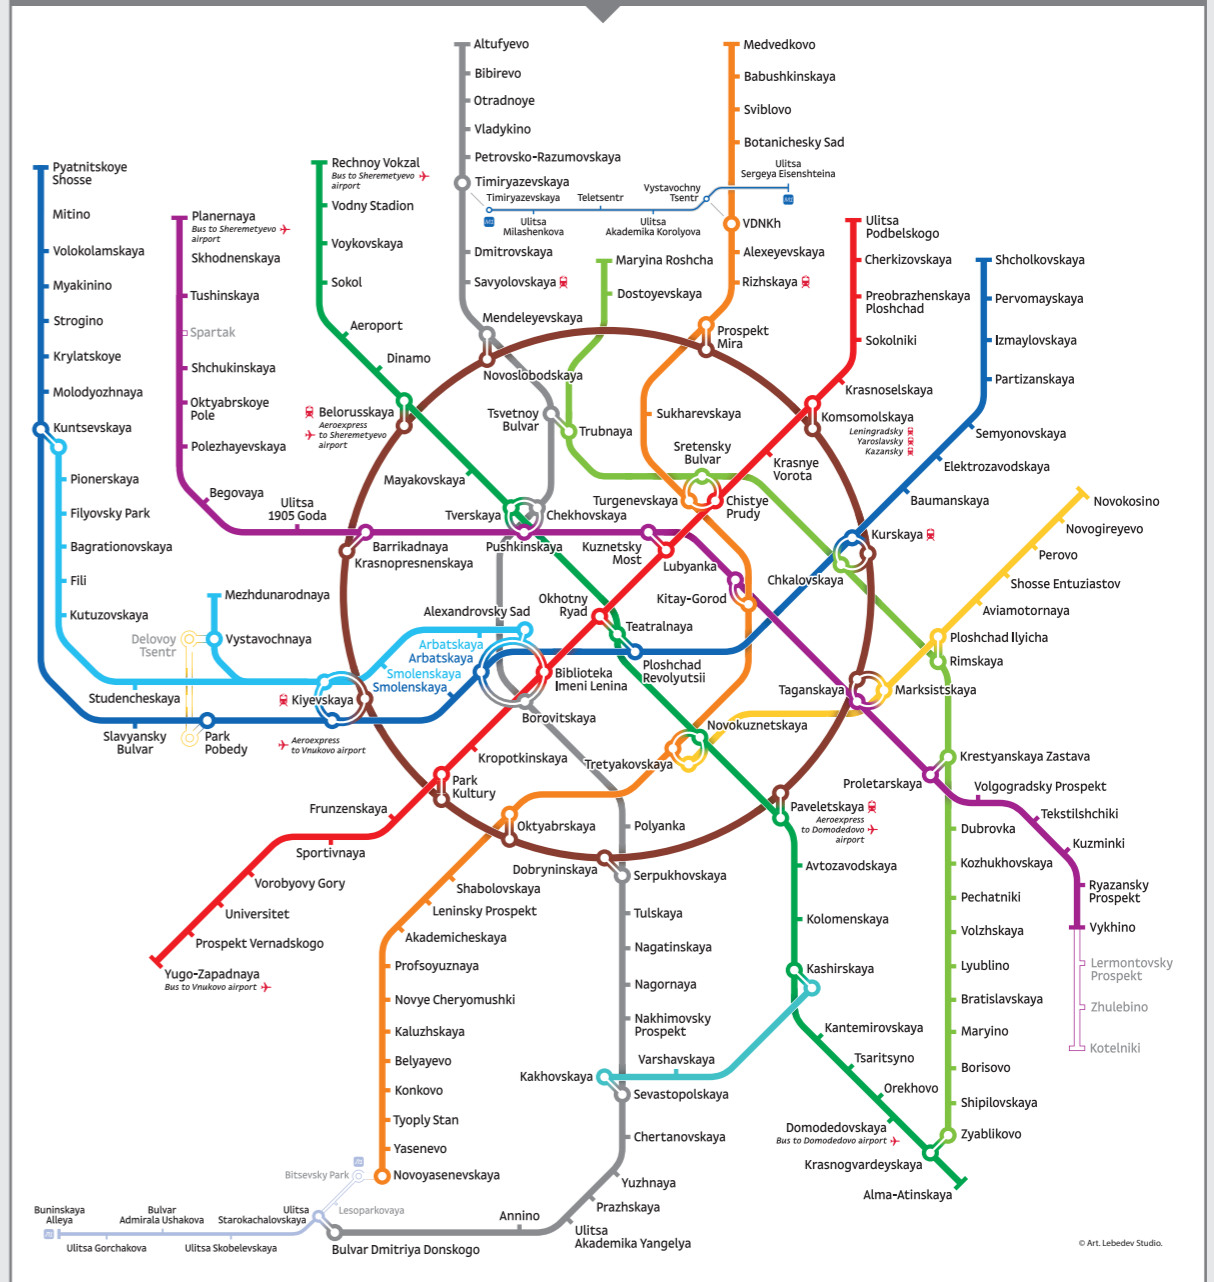 Altufyevo
Bibirevo
Otradnoye
Vladykino
Petrovsko-Razumovskaya
Timiryazevskaya
Dmitrovskaya
Savyolovskaya
Mendeleyevskaya
Novoslobodskaya
Tsvetnoy
Bulvar
Medvedkovo
Babushkinskaya
Sviblovo
Botanichesky Sad
VDNKh
Alexeyevskaya
Rizhskaya
Prospekt
Mira
Sukharevskaya
Timiryazevskaya
Ulitsa
Milashenkova
Teletsentr
Ulitsa
Akademika Korolyova
Vystavochny
Tsentr
Ulitsa
Sergeya Eisenshteina
Pyatnitskoye
Shosse
Mitino
Volokolamskaya
Myakinino
Strogino
Krylatskoye
Molodyozhnaya
Kuntsevskaya
Pionerskaya
Filyovsky Park
Bagrationovskaya
Fili
Kutuzovskaya
Studencheskaya
Slavyansky
Bulvar
Planernaya
Bus to Sheremetyevo
airport
Skhodnenskaya
Tushinskaya
Spartak
Shchukinskaya
Oktyabrskoye
Pole
Polezhayevskaya
Begovaya
Ulitsa
1905 Goda
Barrikadnaya
Krasnopresnenskaya
Rechnoy Vokzal
Bus to Sheremetyevo
airport
Vodny Stadion
Voykovskaya
Sokol
Aeroport
Dinamo
Belorusskaya
Aeroexpress
to Sheremetyevo
airport
Mayakovskaya
Tverskaya
Chekhovskaya
Pushkinskaya
Maryina Roshcha
Dostoyevskaya
Trubnaya
Sretensky
Bulvar
Turgenevskaya
Chistye
Prudy
Kuznetsky
Most
Lubyanka
Kitay-Gorod
Ulitsa
Podbelskogo
Cherkizovskaya
Preobrazhenskaya
Ploshchad
Sokolniki
Krasnoselskaya
Komsomolskaya
Leningradsky
Yaroslavsky
Kazansky
Krasnye
Vorota
Shcholkovskaya
Pervomayskaya
Izmaylovskaya
Partizanskaya
Semyonovskaya
Elektrozavodskaya
Baumanskaya
Kurskaya
Chkalovskaya
Novokosino
Novogireyevo
Perovo
Shosse Entuziastov
Aviamotornaya
Ploshchad Ilyicha
Rimskaya
Marksistskaya
Taganskaya
Mezhdunarodnaya
Vystavochnaya
Delovoy
Tsentr
Kiyevskaya
Aeroexpress
to Vnukovo airport
Park
Pobedy
Alexandrovsky Sad
Arbatskaya
Arbatskaya
Smolenskaya
Smolenskaya
Okhotny
Ryad
Teatralnaya
Ploshchad
Revolyutsii
Biblioteka
Imeni Lenina
Borovitskaya
Novokuznetskaya
Tretyakovskaya
Kropotkinskaya
Park
Kultury
Frunzenskaya
Sportivnaya
Vorobyovy Gory
Universitet
Prospekt Vernadskogo
Yugo-Zapadnaya
Bus to Vnukovo airport
Oktyabrskaya
Dobryninskaya
Shabolovskaya
Leninsky Prospekt
Akademicheskaya
Profsoyuznaya
Novye Cheryomushki
Kaluzhskaya
Belyayevo
Konkovo
Tyoply Stan
Yasenevo
Novoyasenevskaya
Bitsevsky Park
Lesoparkovaya
Polyanka
Serpukhovskaya
Tulskaya
Nagatinskaya
Nagornaya
Nakhimovsky
Prospekt
Kakhovskaya
Varshavskaya
Sevastopolskaya
Chertanovskaya
Yuzhnaya
Prazhskaya
Ulitsa
Akademika Yangelya
Annino
Bulvar Dmitriya Donskogo
Ulitsa
Starokachalovskaya
Ulitsa Skobelevskaya
Bulvar
Admirala Ushakova
Ulitsa Gorchakova
Buninskaya
Alleya
Paveletskaya
Aeroexpress
to Domodedovo
airport
Avtozavodskaya
Kolomenskaya
Kashirskaya
Kantemirovskaya
Tsaritsyno
Orekhovo
Domodedovskaya
Bus to Domodedovo airport
Krasnogvardeyskaya
Alma-Atinskaya
Proletarskaya
Krestyanskaya Zastava
Dubrovka
Kozhukhovskaya
Pechatniki
Volzhskaya
Lyublino
Bratislavskaya
Maryino
Borisovo
Shipilovskaya
Zyablikovo
Volgogradsky Prospekt
Tekstilshchiki
Kuzminki
Ryazansky
Prospekt
Vykhino
Lermontovsky
Prospekt
Zhulebino
Kotelniki
© Art. Lebedev Studio.